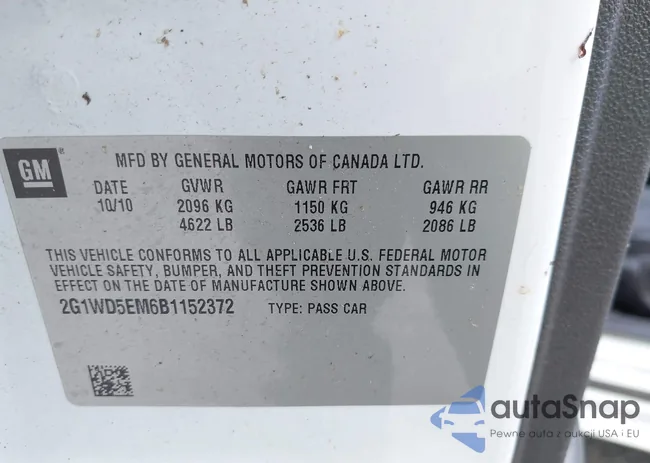 GM®
MFD BY GENERAL MOTORS OF CANADA LTD.
DATE GVWR GAWR FRT GAWR RR
10/10 2096 KG 1150 KG 946 KG
4622 LB 2536 LB 2086 LB
THIS VEHICLE CONFORMS TO ALL APPLICABLE U.S. FEDERAL MOTOR
VEHICLE SAFETY, BUMPER, AND THEFT PREVENTION STANDARDS IN
EFFECT ON THE DATE OF MANUFACTURE SHOWN ABOVE.
2G1WD5EM6B1152372 TYPE: PASS CAR
autaSnap
Pewne auta z aukcji USA i EU